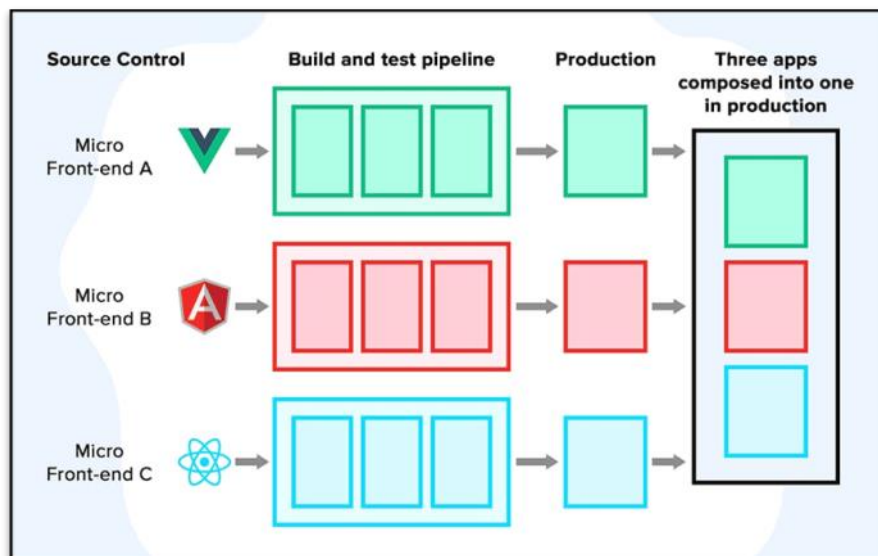 Source Control
Build and test pipeline
Production
Three apps
composed into one
in production
Micro
Front-end A
Micro
Front-end B
A
Micro
Front-end C